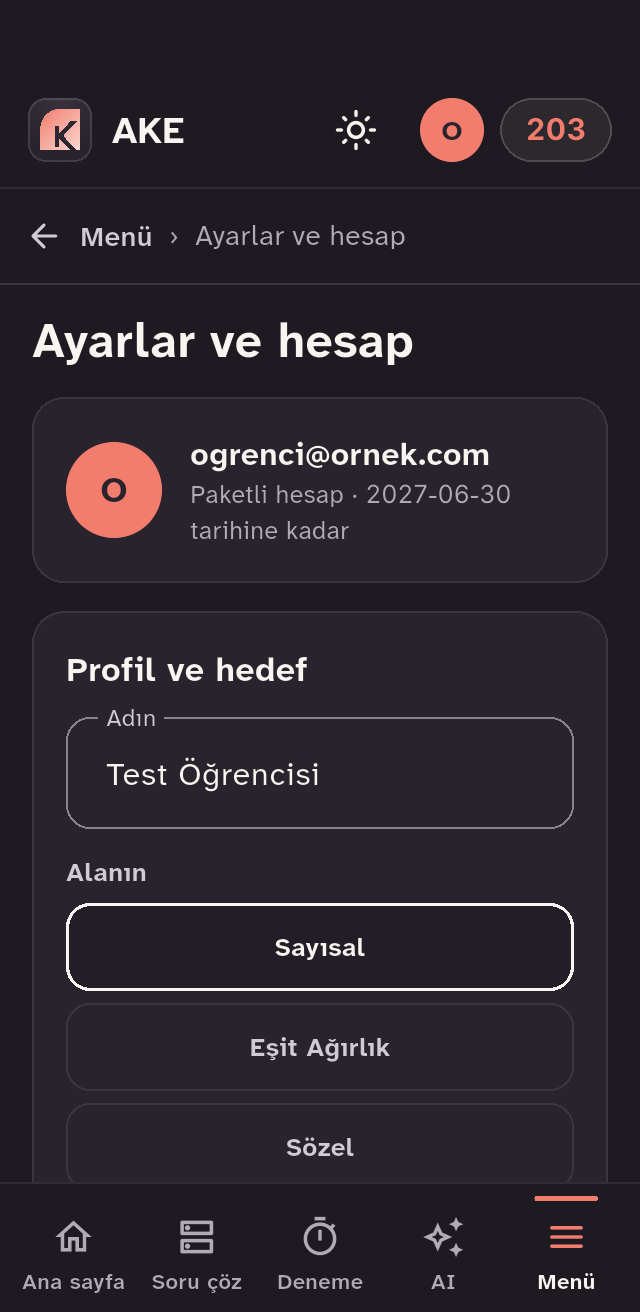 K AKE O 203
Menü › Ayarlar ve hesap
Ayarlar ve hesap
O
ogrenci@ornek.com
Paketli hesap · 2027-06-30
tarihine kadar
Profil ve hedef
Adın
Test Öğrencisi
Alanın
Sayısal
Eşit Ağırlık
Sözel
Ana sayfa Soru çöz Deneme AI Menü